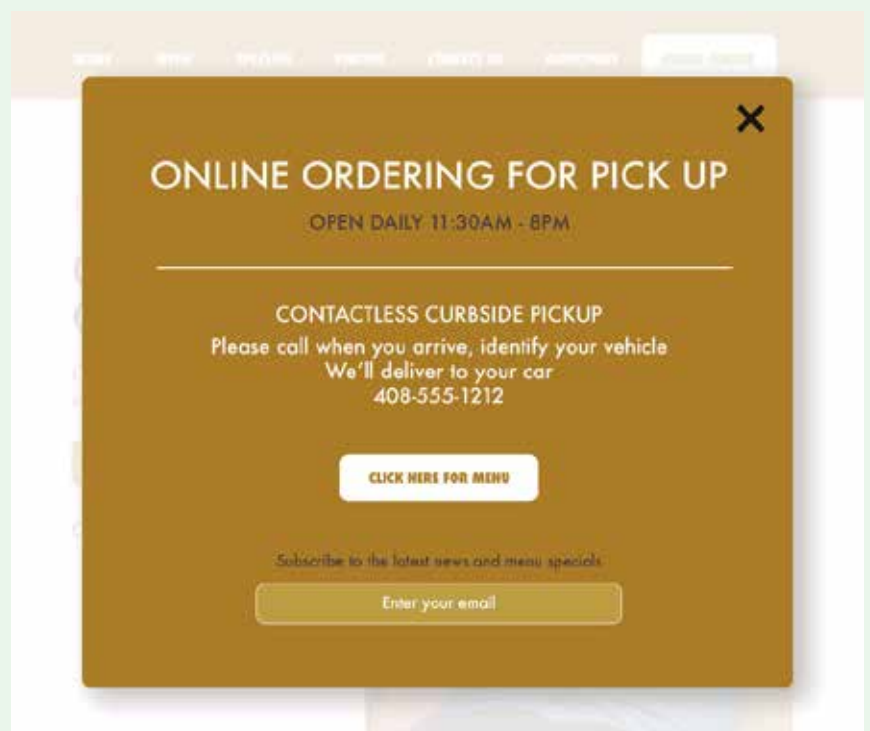 ONLINE ORDERING FOR PICK UP
OPEN DAILY 11:30AM - 8PM
CONTACTLESS CURBSIDE PICKUP
Please call when you arrive, identify your vehicle
We'll deliver to your car
408-555-1212
CLICK HERE FOR MENU
Subscribe to the latest news and menu specials
Enter your email